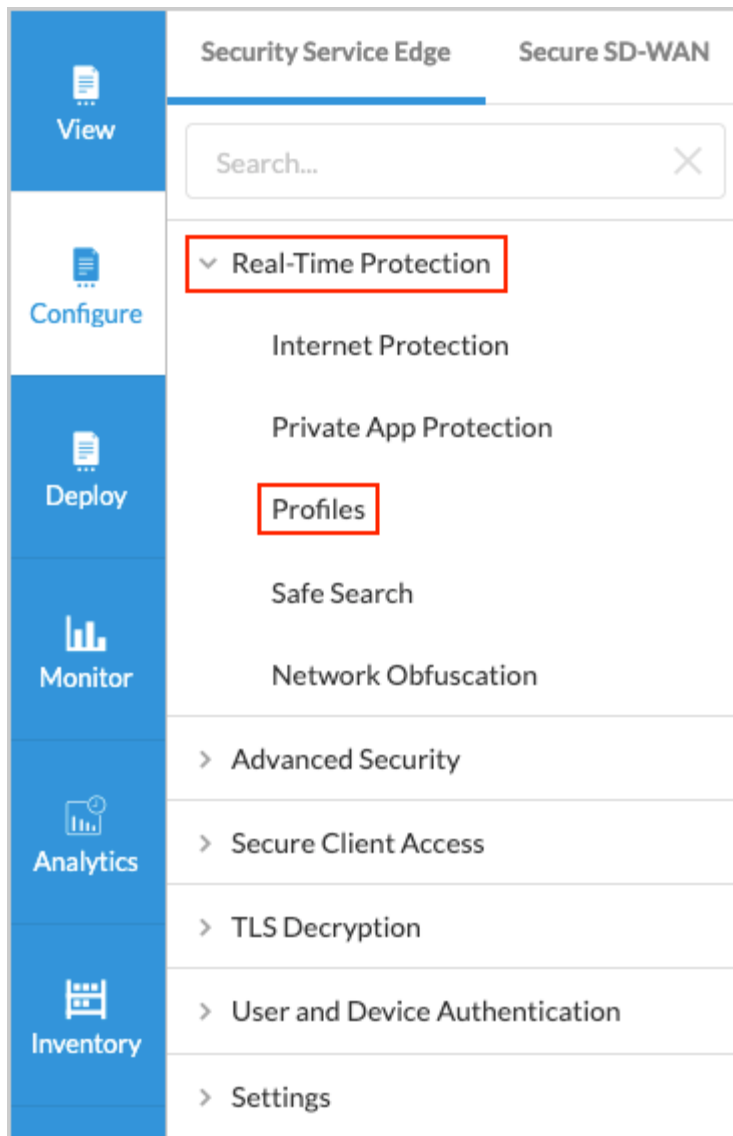 Security Service Edge
Secure SD-WAN
View
Search...
Configure
Real-Time Protection
Internet Protection
Private App Protection
Deploy
Profiles
Safe Search
Monitor
Network Obfuscation
Advanced Security
Analytics
Secure Client Access
TLS Decryption
Inventory
User and Device Authentication
Settings